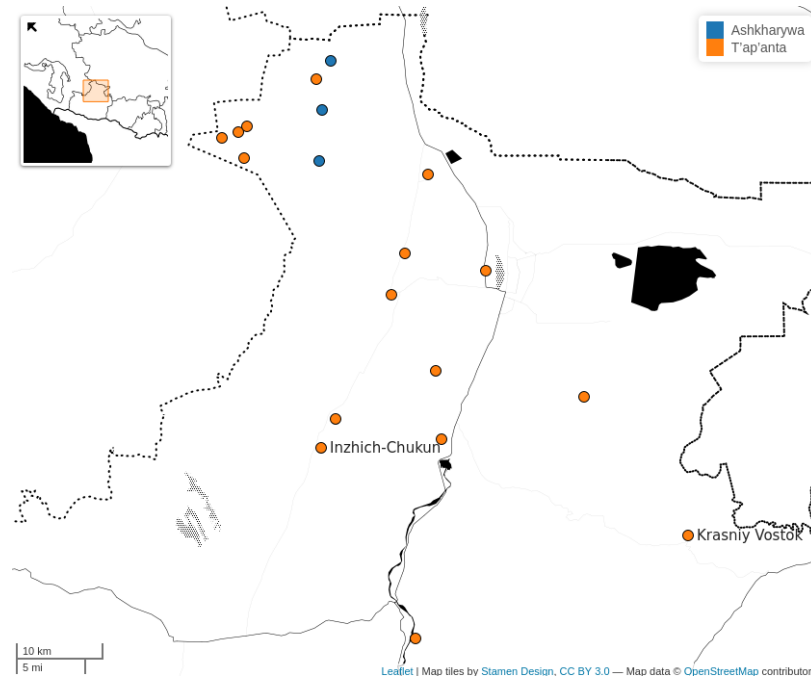 Ashkharywa
T'ap'anta
Inzhich-Chukun
Krasniy Vostok
10 km
5 mi
Leaflet | Map tiles by Stamen Design, CC BY 3.0 — Map data © OpenStreetMap contributor